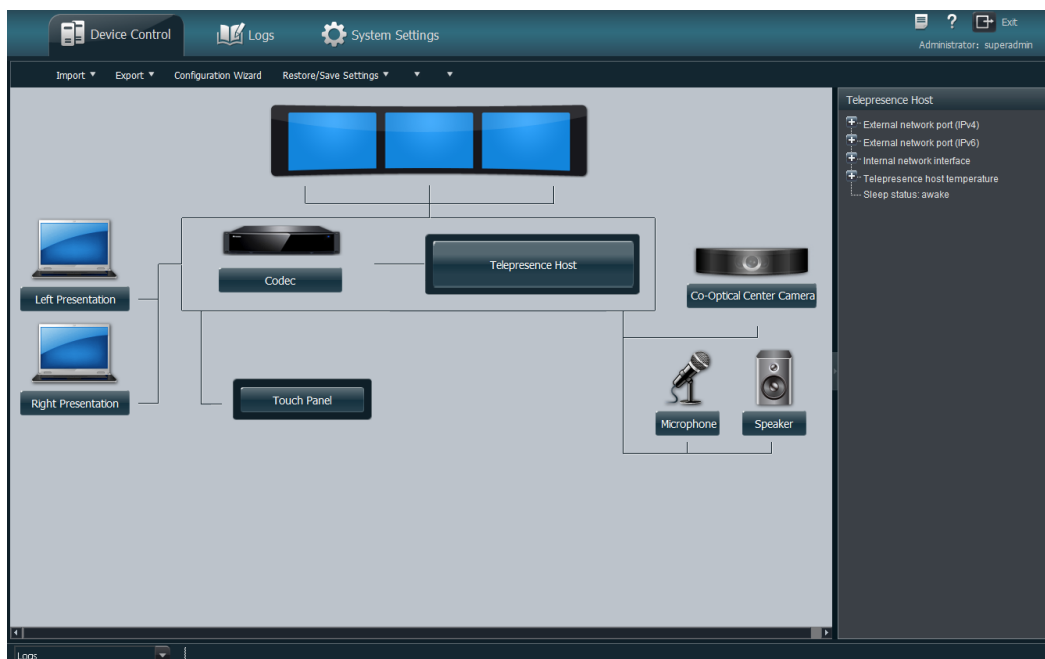 Device Control
Logs
System Settings
? Exit
Administrator: superadmin
Import Export Configuration Wizard Restore/Save Settings
Telepresence Host
External network port (IPv4)
External network port (IPv6)
Internal network interface
Telepresence host temperature
Sleep status: awake
Codec
Telepresence Host
Left Presentation
Co-Optical Center Camera
Right Presentation
Touch Panel
Microphone
Speaker
Logs